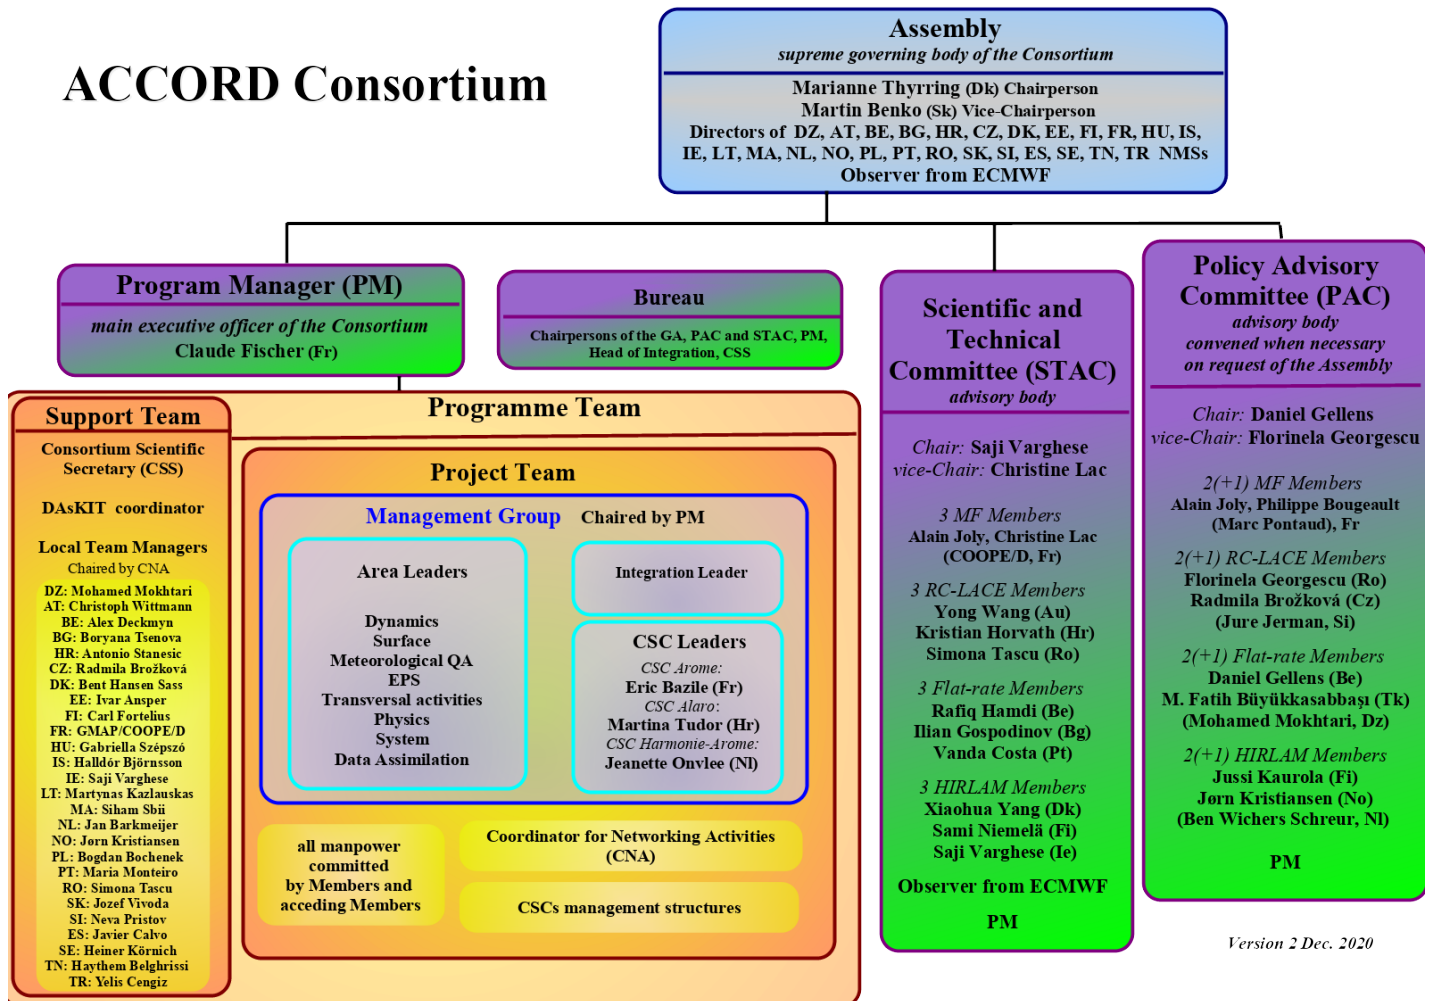 ACCORD Consortium
Assembly
supreme governing body of the Consortium
Marianne Thyrring (Dk) Chairperson
Martin Benko (Sk) Vice-Chairperson
Directors of DZ, AT, BE, BG, HR, CZ, DK, EE, FI, FR, HU, IS,
IE, LT, MA, NL, NO, PL, PT, RO, SK, SI, ES, SE, TN, TR NMSs
Observer from ECMWF
Program Manager (PM)
main executive officer of the Consortium
Claude Fischer (Fr)
Bureau
Chairpersons of the GA, PAC and STAC, PM,
Head of Integration, CSS
Scientific and
Technical
Committee (STAC)
advisory body
Chair: Saji Varghese
vice-Chair: Christine Lac
3 MF Members
Alain Joly, Christine Lac
(COOPE/D, Fr)
3 RC-LACE Members
Yong Wang (Au)
Kristian Horvath (Hr)
Simona Tascu (Ro)
3 Flat-rate Members
Rafiq Hamdi (Be)
Ilian Gospodinov (Bg)
Vanda Costa (Pt)
3 HIRLAM Members
Xiaohua Yang (Dk)
Sami Niemelä (Fi)
Saji Varghese (Ie)
Observer from ECMWF
PM
Policy Advisory
Committee (PAC)
advisory body
convened when necessary
on request of the Assembly
Chair: Daniel Gellens
vice-Chair: Florinela Georgescu
2(+1) MF Members
Alain Joly, Philippe Bougeault
(Marc Pontaud), Fr
2(+1) RC-LACE Members
Florinela Georgescu (Ro)
Radmila Brožková (Cz)
(Jure Jerman, Si)
2(+1) Flat-rate Members
Daniel Gellens (Be)
M. Fatih Büyükkasabbaşı (Tk)
(Mohamed Mokhtari, Dz)
2(+1) HIRLAM Members
Jussi Kaurola (Fi)
Jørn Kristiansen (No)
(Ben Wichers Schreur, Nl)
PM
Version 2 Dec. 2020
Programme Team
Support Team
Consortium Scientific
Secretary (CSS)
DAsKIT coordinator
Local Team Managers
Chaired by CNA
DZ: Mohamed Mokhtari
AT: Christoph Wittmann
BE: Alex Deckmyn
BG: Boryana Tsenova
HR: Antonio Stanesic
CZ: Radmila Brožková
DK: Bent Hansen Sass
EE: Ivar Ansper
FI: Carl Fortelius
FR: GMAP/COOPE/D
HU: Gabriella Szépszó
IS: Halldór Björnsson
IE: Saji Varghese
LT: Martynas Kazlauskas
MA: Siham Sbii
NL: Jan Barkmeijer
NO: Jørn Kristiansen
PL: Bogdan Bochenek
PT: Maria Monteiro
RO: Simona Tascu
SK: Jozef Vivoda
SI: Neva Pristov
ES: Javier Calvo
SE: Heiner Körnich
TN: Haythem Belghrissi
TR: Yelis Cengiz
Project Team
Management Group Chaired by PM
Area Leaders
Dynamics
Surface
Meteorological QA
EPS
Transversal activities
Physics
System
Data Assimilation
Integration Leader
CSC Leaders
CSC Arome:
Eric Bazile (Fr)
CSC Alaro:
Martina Tudor (Hr)
CSC Harmonie-Arome:
Jeanette Onvlee (Nl)
all manpower
committed
by Members and
acceding Members
Coordinator for Networking Activities
(CNA)
CSCs management structures